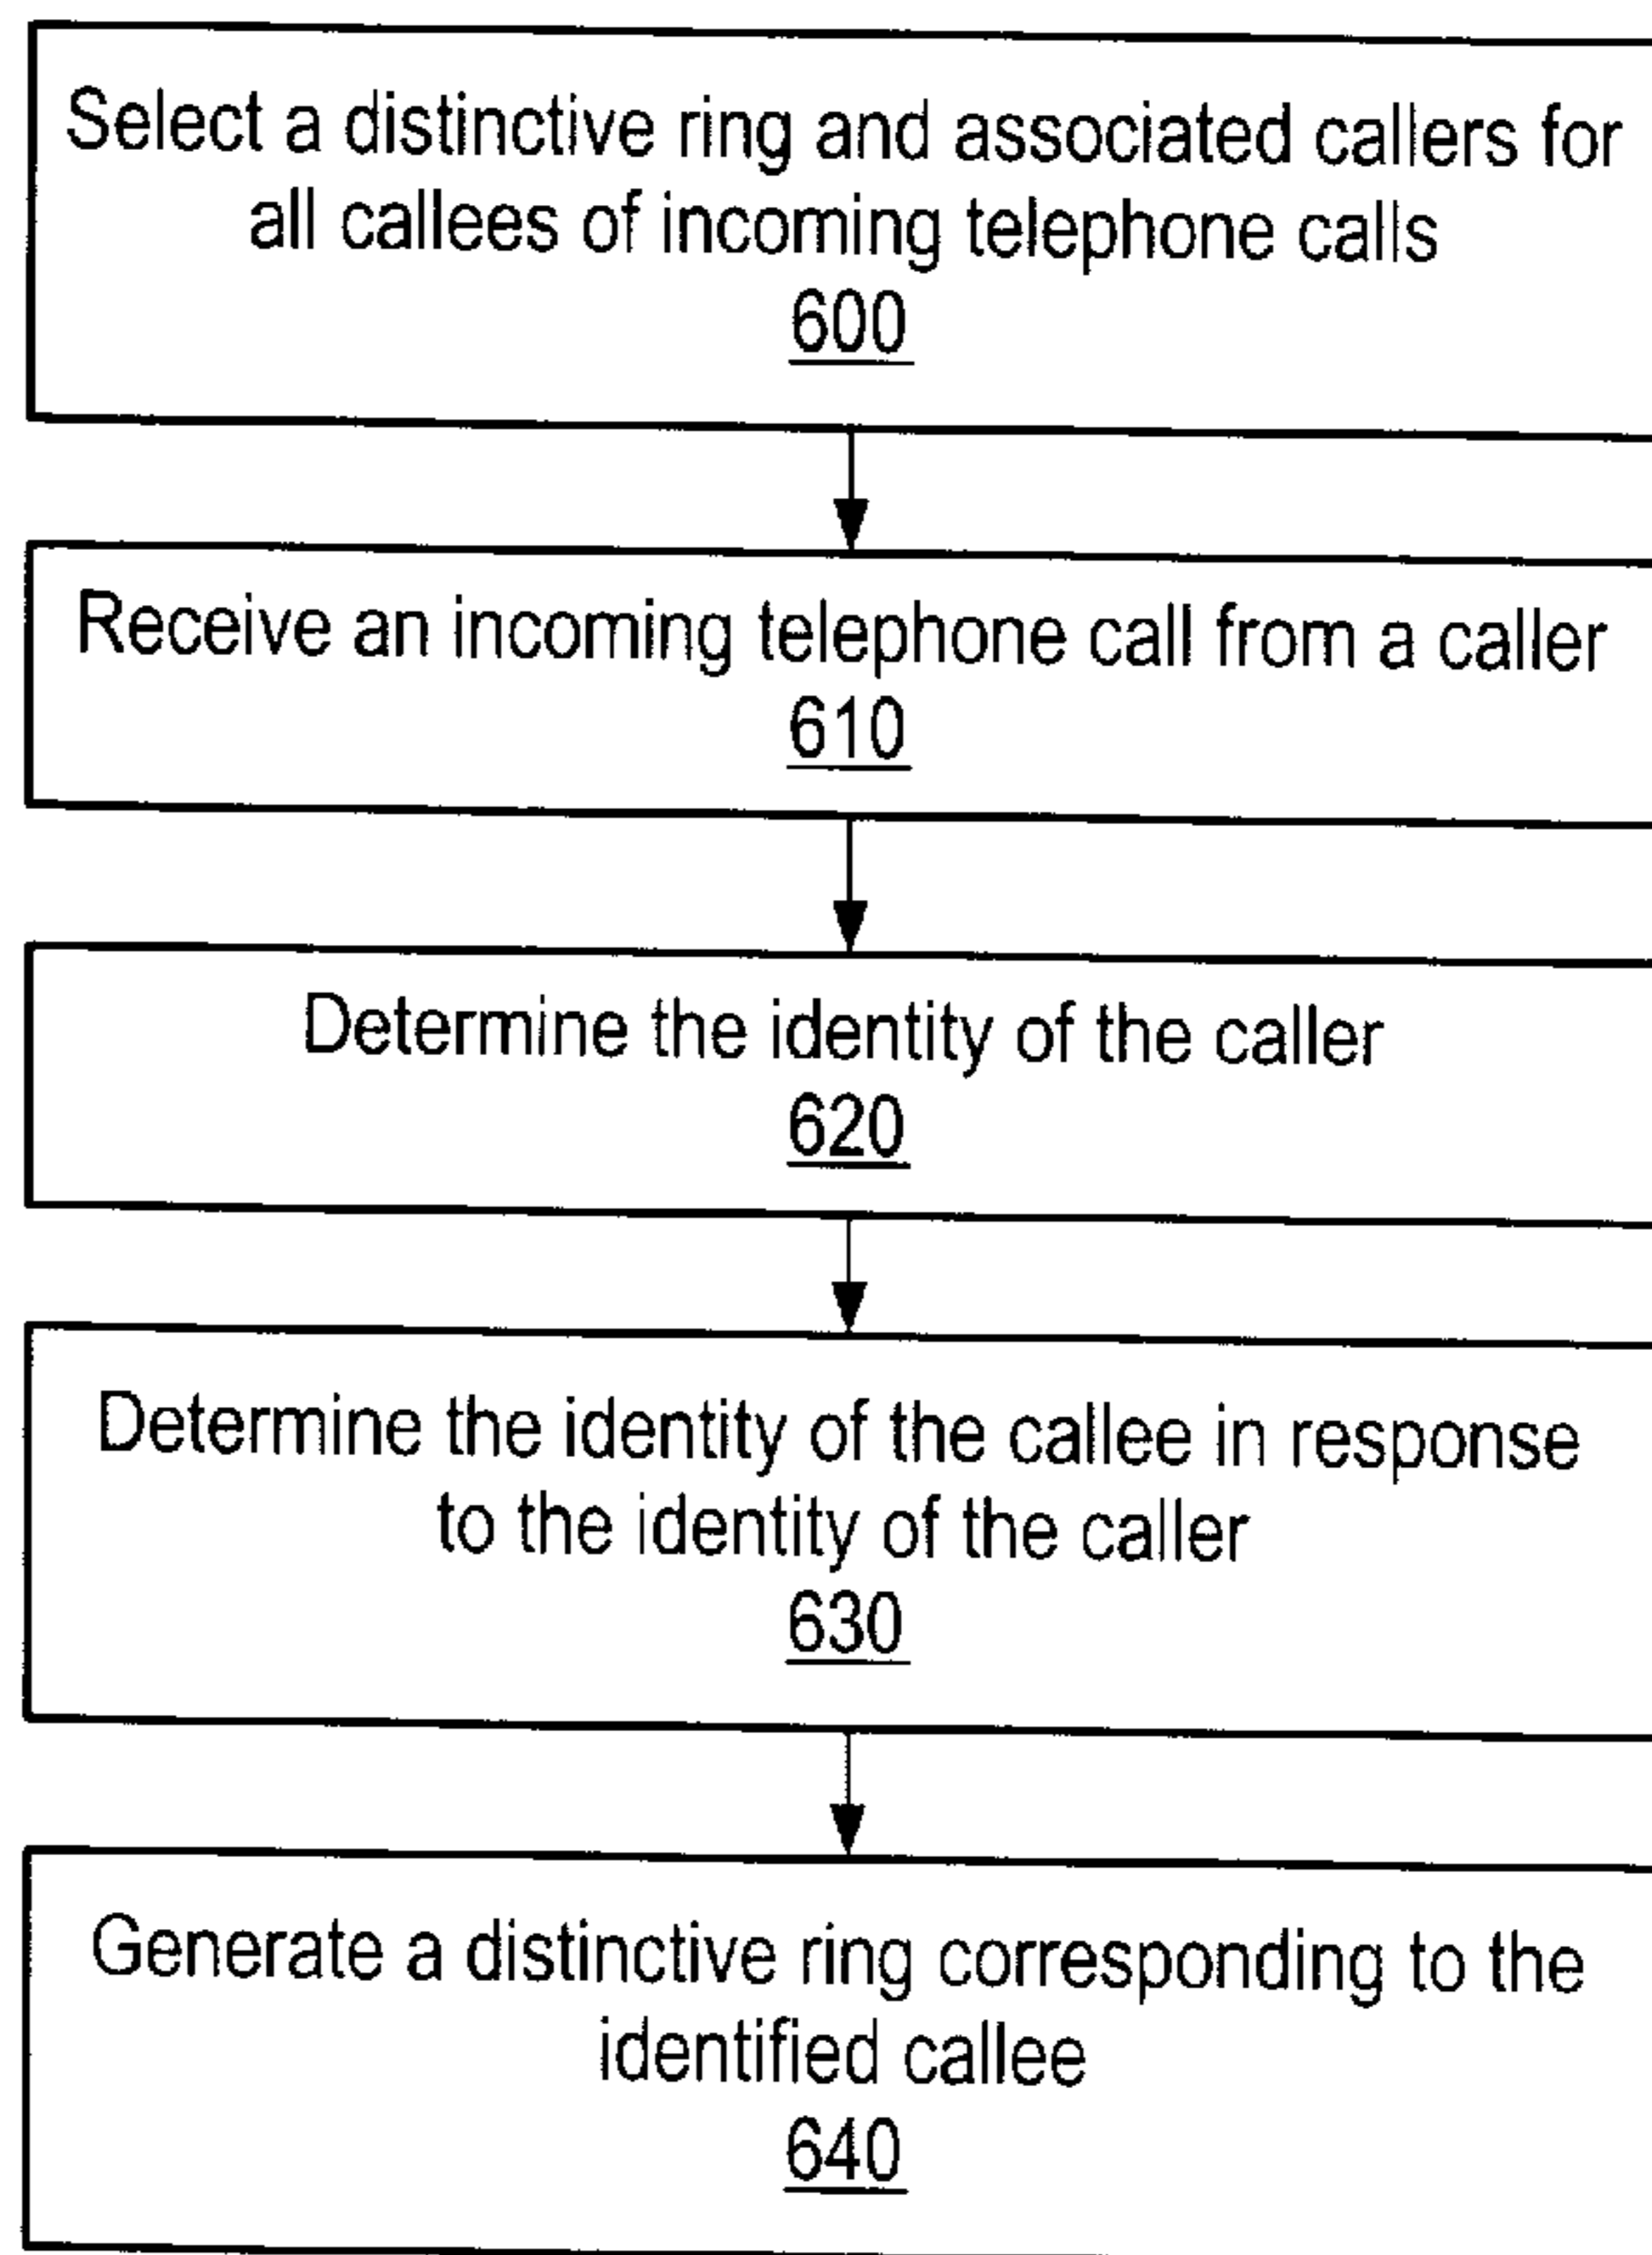 Select a distinctive ring and associated callers for
all callees of incoming telephone calls
600
Receive an incoming telephone call from a caller
610
Determine the identity of the caller
620
Determine the identity of the callee in response
to the identity of the caller
630
Generate a distinctive ring corresponding to the
identified callee
640